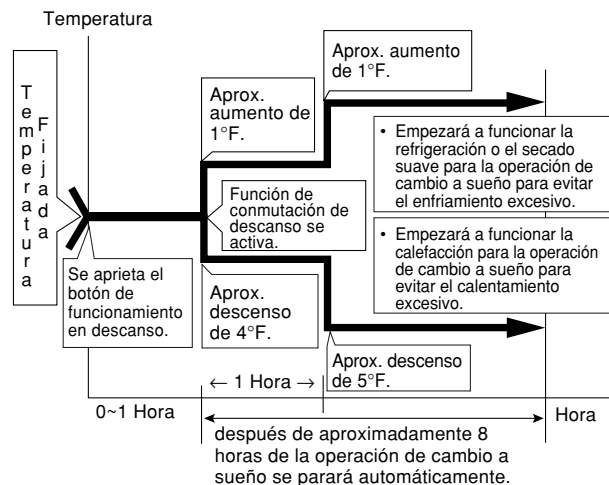 Temperatura
Temperatura
Fijada
Aprox.
aumento de
1°F.
Aprox. aumento
de 1°F.
• Empezará a funcionar la
refrigeración o el secado
suave para la operación de
cambio a sueño para evitar
el enfriamiento excesivo.
Función de
conmutación de
descanso se
activa.
• Empezará a funcionar la
calefacción para la operación
de cambio a sueño para
evitar el calentamiento
excesivo.
Se aprieta el
botón de
funcionamiento
en descanso.
Aprox.
descenso
de 4°F.
Aprox. descenso
de 5°F.
← 1 Hora →
0~1 Hora
Hora
después de aproximadamente 8
horas de la operación de cambio a
sueño se parará automáticamente.